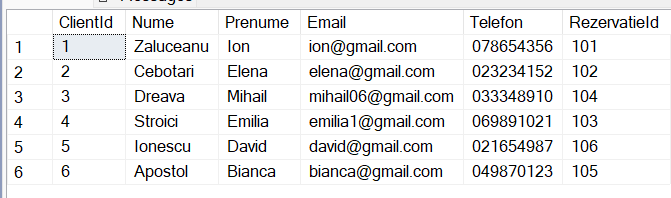 Messages
ClientId Nume Prenume Email Telefon RezervatieId
1 1 Zaluceanu Ion ion@gmail.com 078654356 101
2 2 Cebotari Elena elena@gmail.com 023234152 102
3 3 Dreava Mihail mihail06@gmail.com 033348910 104
4 4 Stroici Emilia emilia1@gmail.com 069891021 103
5 5 Ionescu David david@gmail.com 021654987 106
6 6 Apostol Bianca bianca@gmail.com 049870123 105